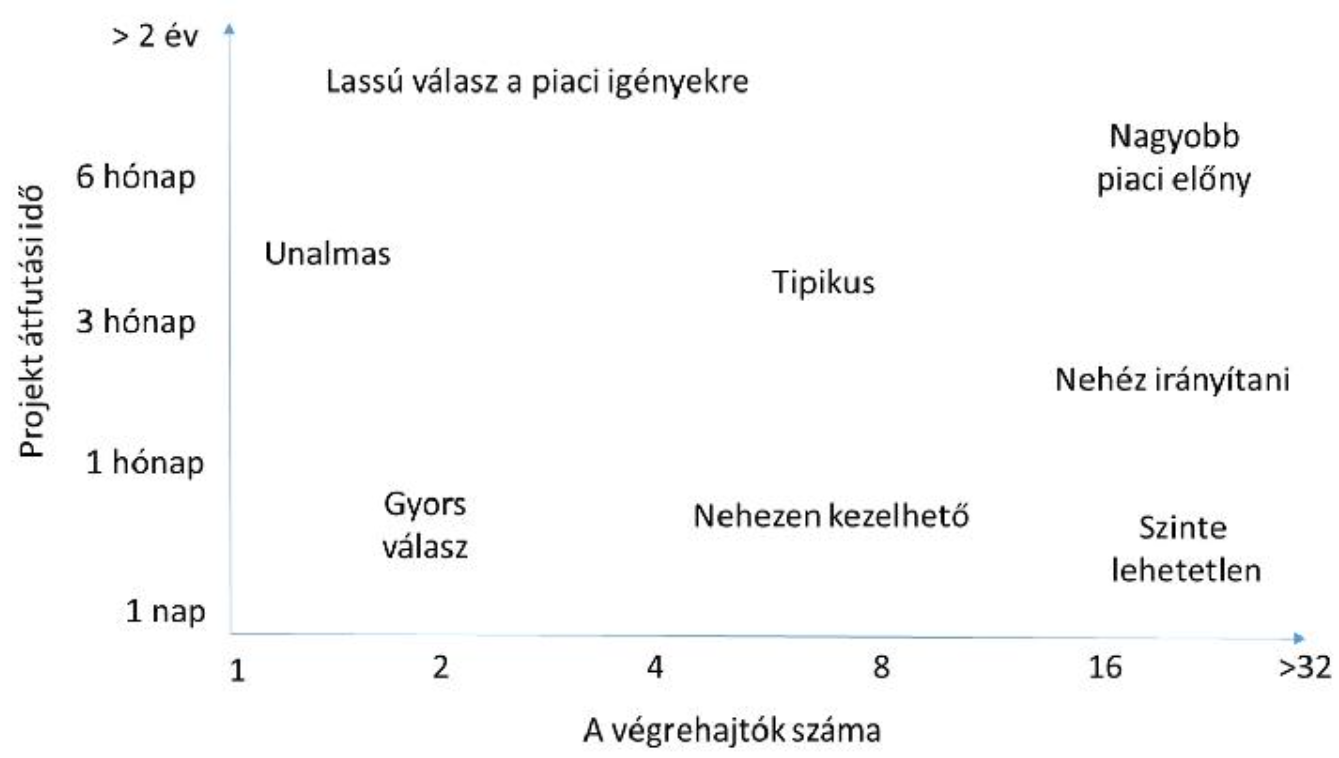 > 2 év
Lassú válasz a piaci igényekre
Nagyobb
piaci előny
6 hónap
Unalmas
Tipikus
3 hónap
Nehéz irányítani
1 hónap
Gyors
válasz
Nehezen kezelhető
Szinte
lehetetlen
1 nap
Projekt átfutási idő
1 2 4 8 16 >32
A végrehajtók száma